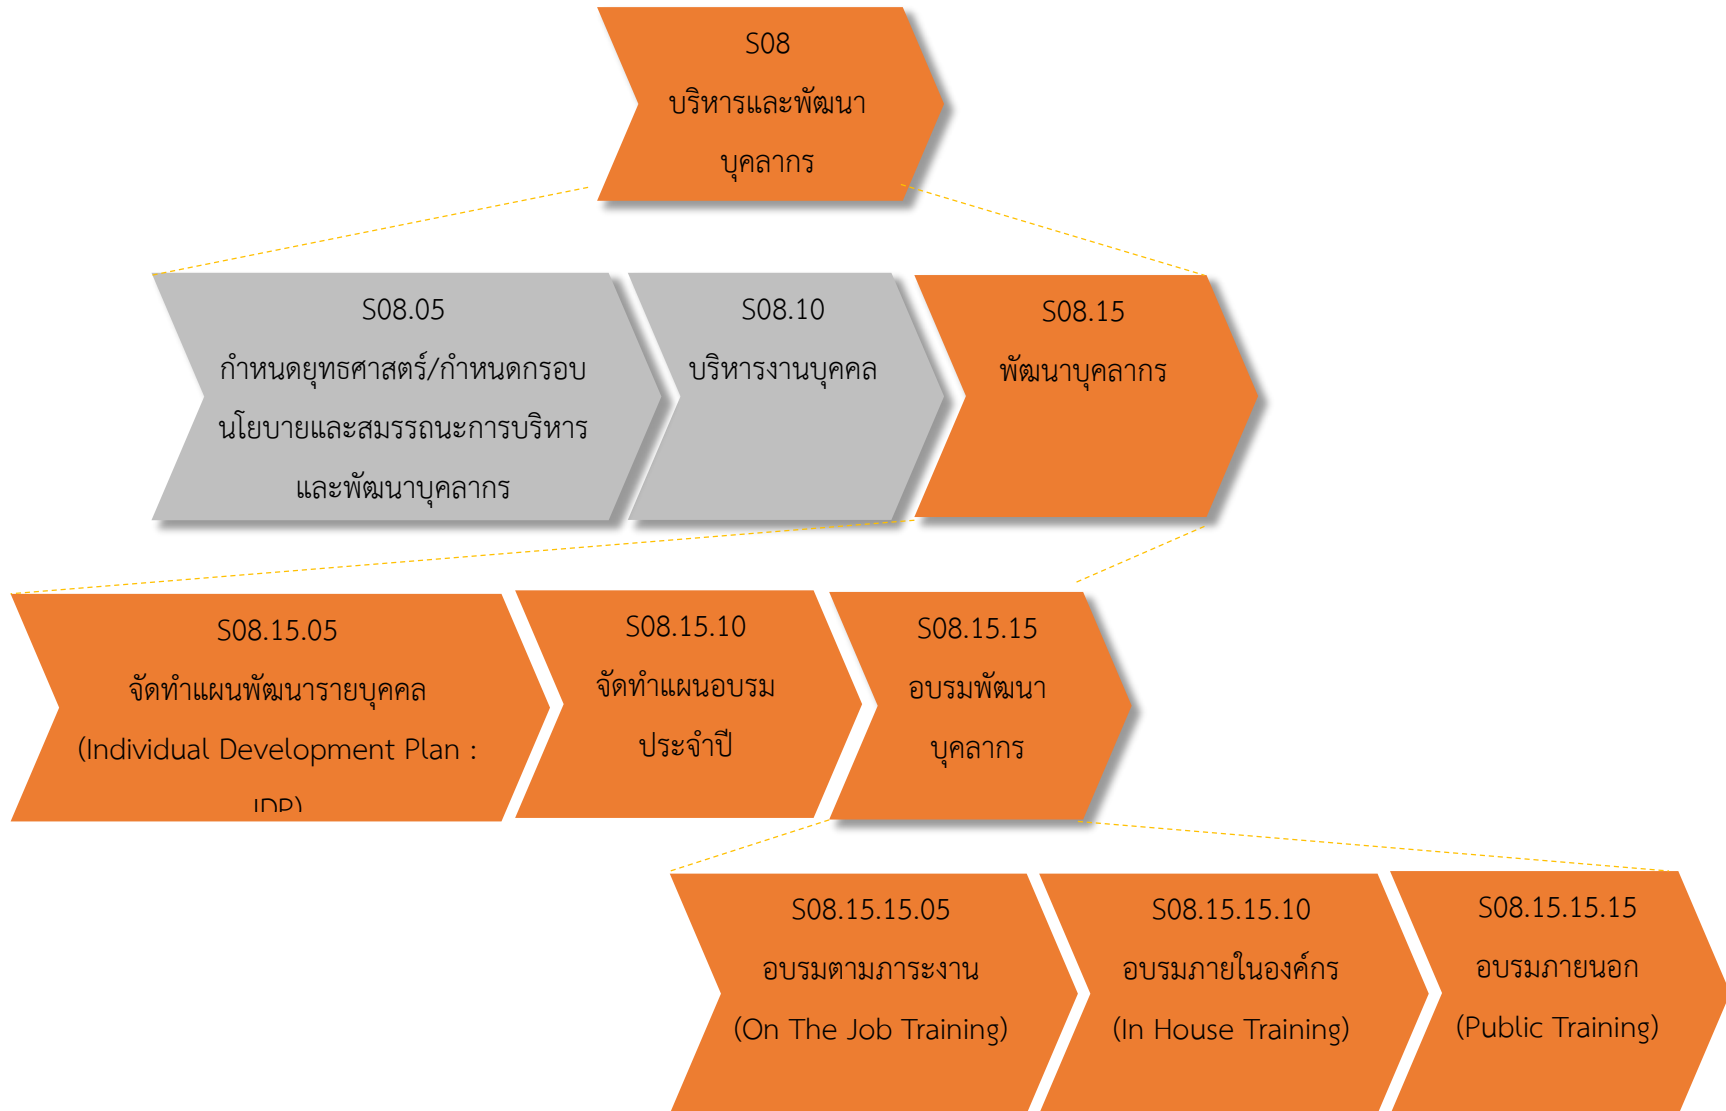 S08
บริหารและพัฒนา
บุคลากร
S08.05
กำหนดยุทธศาสตร์/กำหนดกรอบ
นโยบายและสมรรถนะการบริหาร
และพัฒนาบุคลากร
S08.10
บริหารงานบุคคล
S08.15
พัฒนาบุคลากร
S08.15.05
จัดทำแผนพัฒนารายบุคคล
(Individual Development Plan :
IDP)
S08.15.10
จัดทำแผนอบรม
ประจำปี
S08.15.15
อบรมพัฒนา
บุคลากร
S08.15.15.05
อบรมตามภาระงาน
(On The Job Training)
S08.15.15.10
อบรมภายในองค์กร
(In House Training)
S08.15.15.15
อบรมภายนอก
(Public Training)